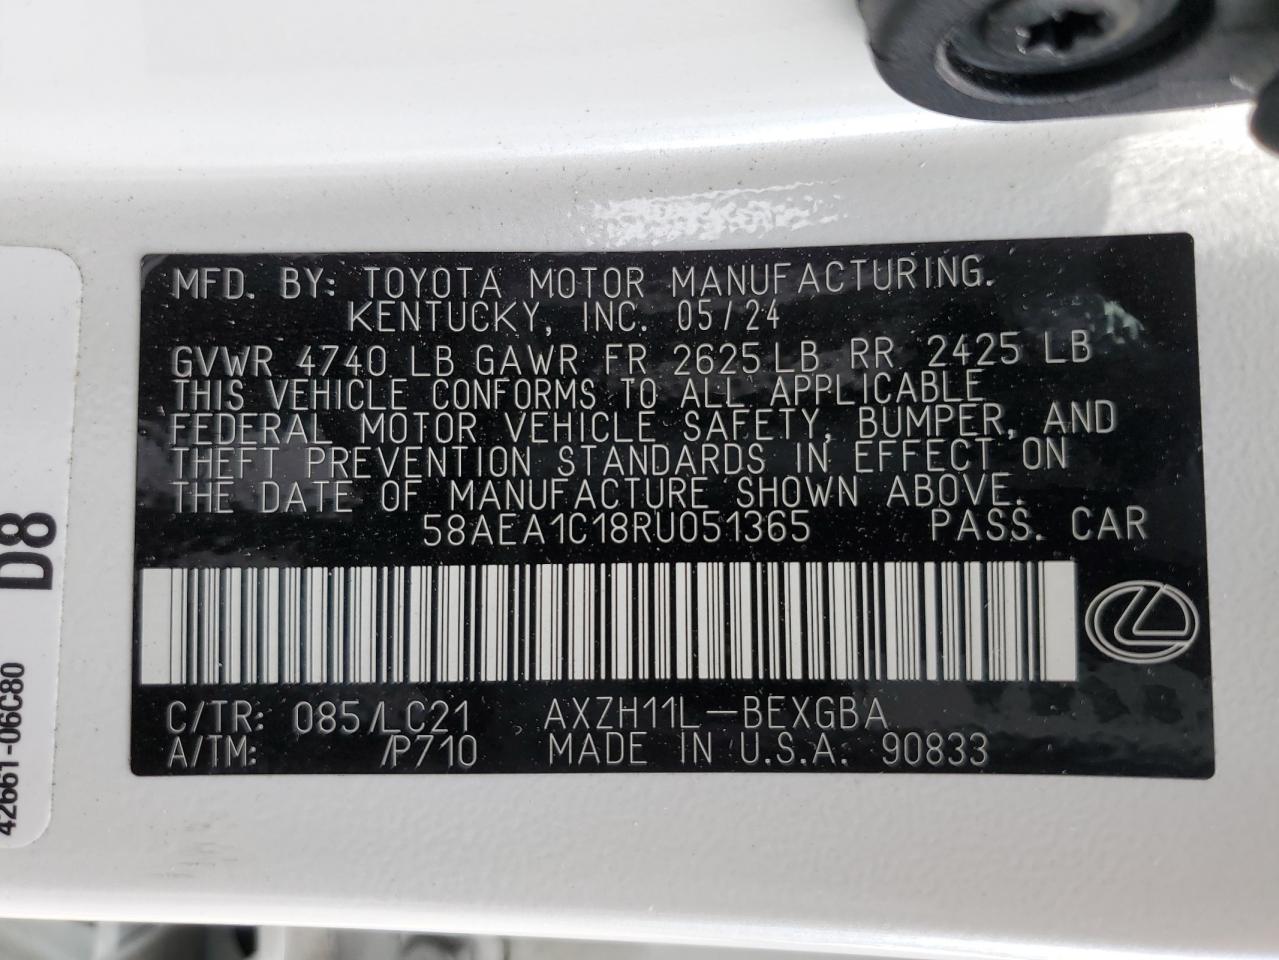 MFD. BY: TOYOTA MOTOR MANUFACTURING.
KENTUCKY, INC. 05/24
GVWR 4740 LB GAWR FR 2625 LB RR 2425 LB
THIS VEHICLE CONFORMS TO ALL APPLICABLE
FEDERAL MOTOR VEHICLE SAFETY, BUMPER, AND
THEFT PREVENTION STANDARDS IN EFFECT ON
THE DATE OF MANUFACTURE SHOWN ABOVE.
58AEA1C18RU051365 PASS. CAR
C/TR: 085/LC21 AXZH11L-BEXGBA
A/TM: /P710 MADE IN U.S.A. 90833
D8
42661-06C80